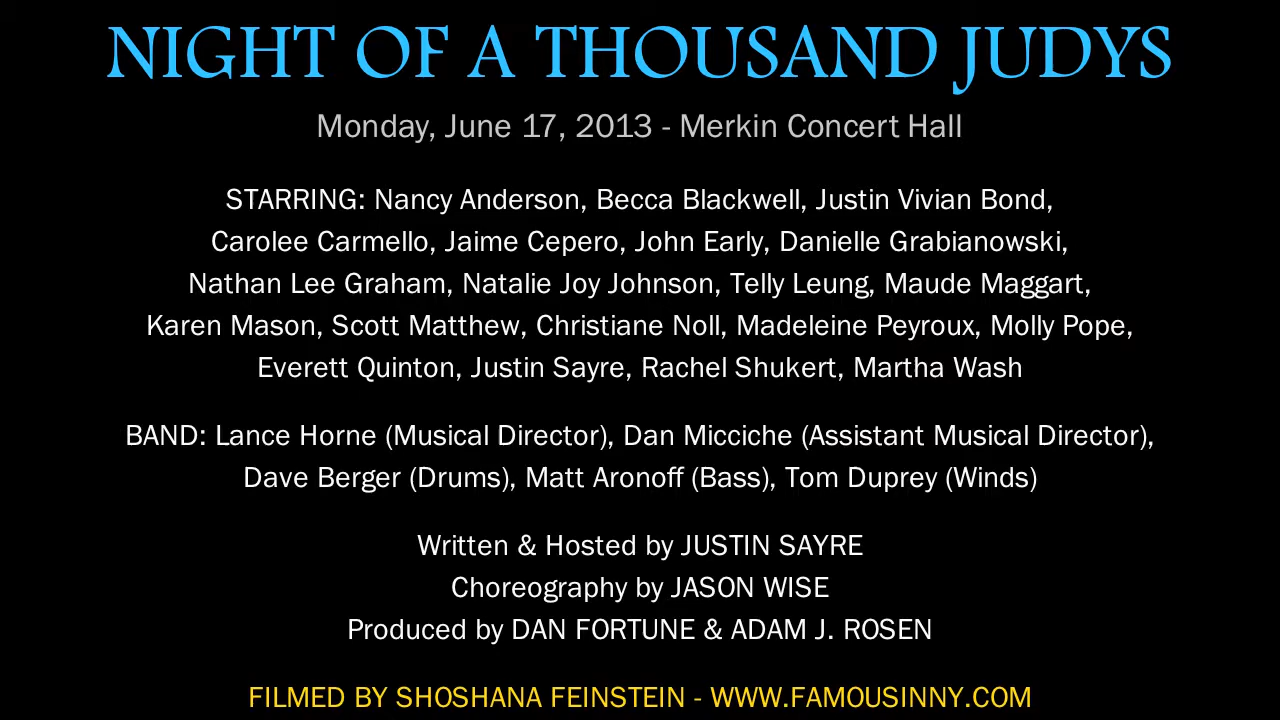 NIGHT OF A THOUSAND JUDYS
Monday, June 17, 2013 - Merkin Concert Hall
STARRING: Nancy Anderson, Becca Blackwell, Justin Vivian Bond,
Carolee Carmello, Jaime Cepero, John Early, Danielle Grabianowski,
Nathan Lee Graham, Natalie Joy Johnson, Telly Leung, Maude Maggart,
Karen Mason, Scott Matthew, Christiane Noll, Madeleine Peyroux, Molly Pope,
Everett Quinton, Justin Sayre, Rachel Shukert, Martha Wash
BAND: Lance Horne (Musical Director), Dan Micciche (Assistant Musical Director),
Dave Berger (Drums), Matt Aronoff (Bass), Tom Duprey (Winds)
Written & Hosted by JUSTIN SAYRE
Choreography by JASON WISE
Produced by DAN FORTUNE & ADAM J. ROSEN
FILMED BY SHOSHANA FEINSTEIN - WWW.FAMOUSINNY.COM